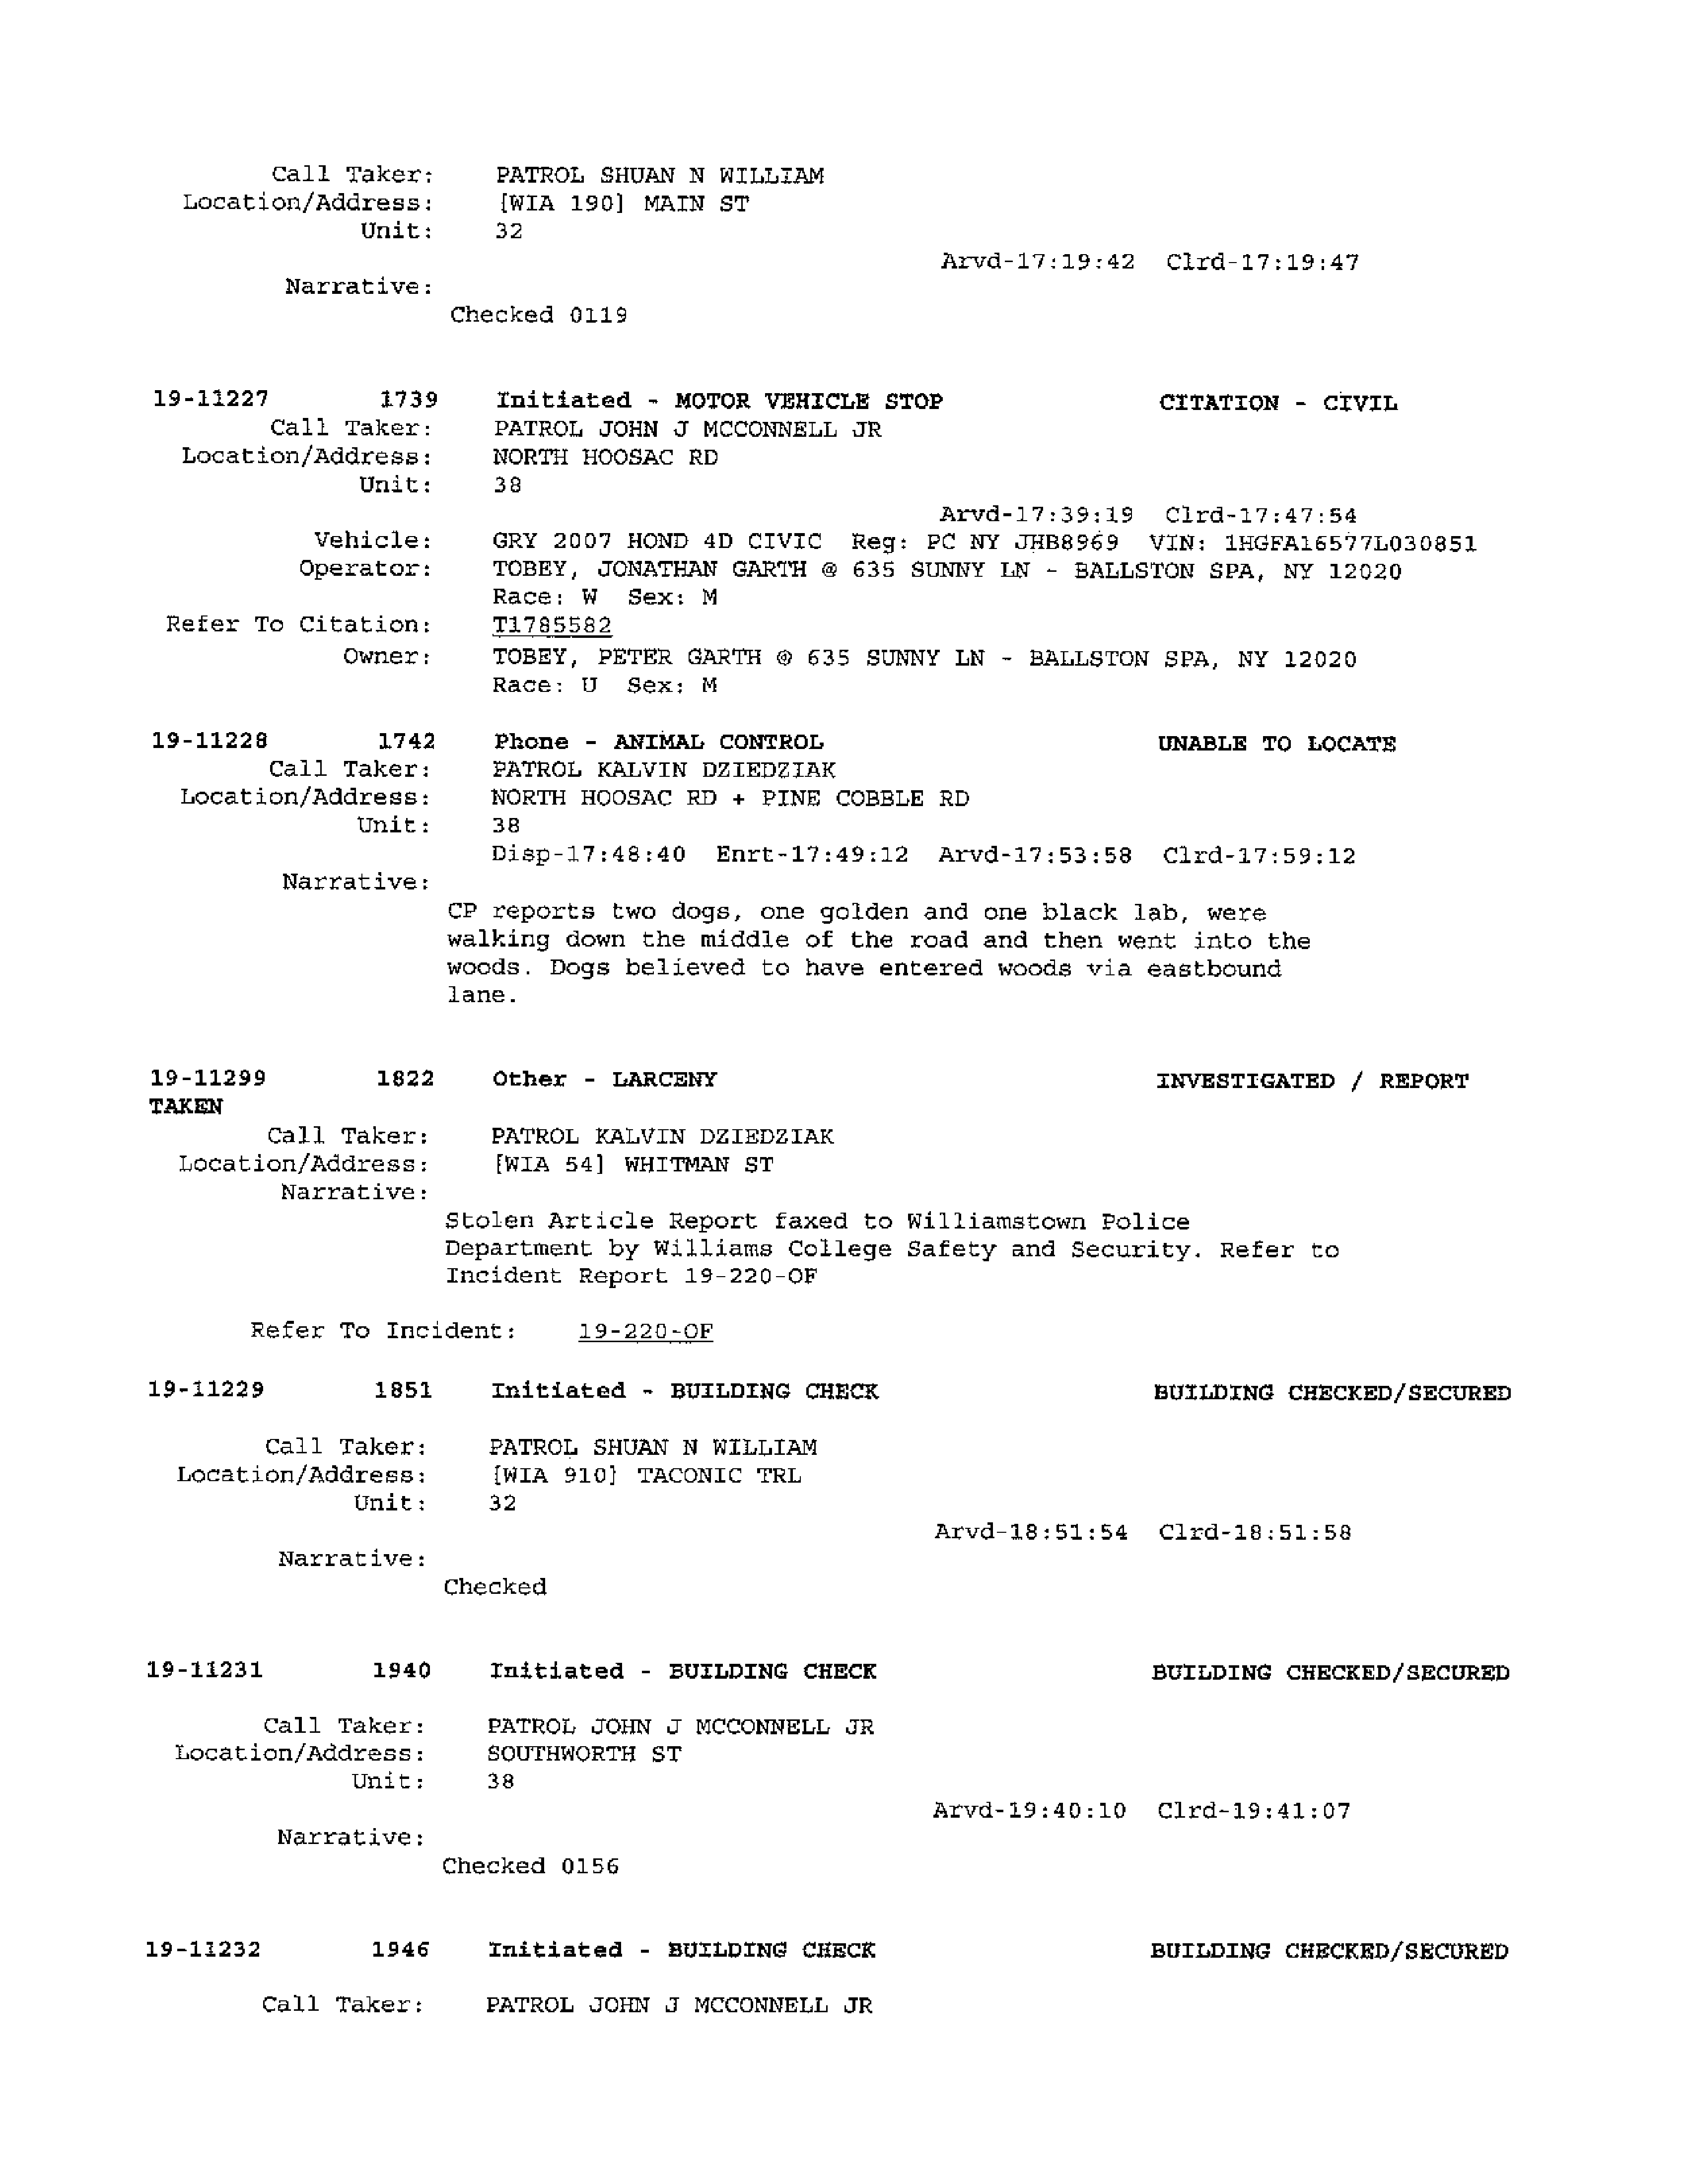 Call Taker: PATROL SHUAN N WILLIAM
Location/Address: [WIA 190] MAIN ST
Unit: 32
Arvd-17:19:42 Clrd-17:19:47
Narrative:
Checked 0119
19-11227 1739 Initiated - MOTOR VEHICLE STOP CITATION - CIVIL
Call Taker: PATROL JOHN J MCCONNELL JR
Location/Address: NORTH HOOSAC RD
Unit: 38
Arvd-17:39:19 Clrd-17:47:54
Vehicle: GRY 2007 HOND 4D CIVIC Reg: PC NY JHB8969 VIN: 1HGFA16577L030851
Operator: TOBEY, JONATHAN GARTH @ 635 SUNNY LN - BALLSTON SPA, NY 12020
Race: W Sex: M
Refer To Citation: T1785582
Owner: TOBEY, PETER GARTH @ 635 SUNNY LN - BALLSTON SPA, NY 12020
Race: U Sex: M
19-11228 1742 Phone - ANIMAL CONTROL UNABLE TO LOCATE
Call Taker: PATROL KALVIN DZIEDZIAK
Location/Address: NORTH HOOSAC RD + PINE COBBLE RD
Unit: 38
Disp-17:48:40 Enrt-17:49:12 Arvd-17:53:58 Clrd-17:59:12
Narrative:
CP reports two dogs, one golden and one black lab, were
walking down the middle of the road and then went into the
woods. Dogs believed to have entered woods via eastbound
lane.
19-11299 1822 Other - LARCENY INVESTIGATED / REPORT
TAKEN
Call Taker: PATROL KALVIN DZIEDZIAK
Location/Address: [WIA 54] WHITMAN ST
Narrative:
Stolen Article Report faxed to Williamstown Police
Department by Williams College Safety and Security. Refer to
Incident Report 19-220-OF
Refer To Incident: 19-220-OF
19-11229 1851 Initiated - BUILDING CHECK BUILDING CHECKED/SECURED
Call Taker: PATROL SHUAN N WILLIAM
Location/Address: [WIA 910] TACONIC TRL
Unit: 32
Arvd-18:51:54 Clrd-18:51:58
Narrative:
Checked
19-11231 1940 Initiated - BUILDING CHECK BUILDING CHECKED/SECURED
Call Taker: PATROL JOHN J MCCONNELL JR
Location/Address: SOUTHWORTH ST
Unit: 38
Arvd-19:40:10 Clrd-19:41:07
Narrative:
Checked 0156
19-11232 1946 Initiated - BUILDING CHECK BUILDING CHECKED/SECURED
Call Taker: PATROL JOHN J MCCONNELL JR